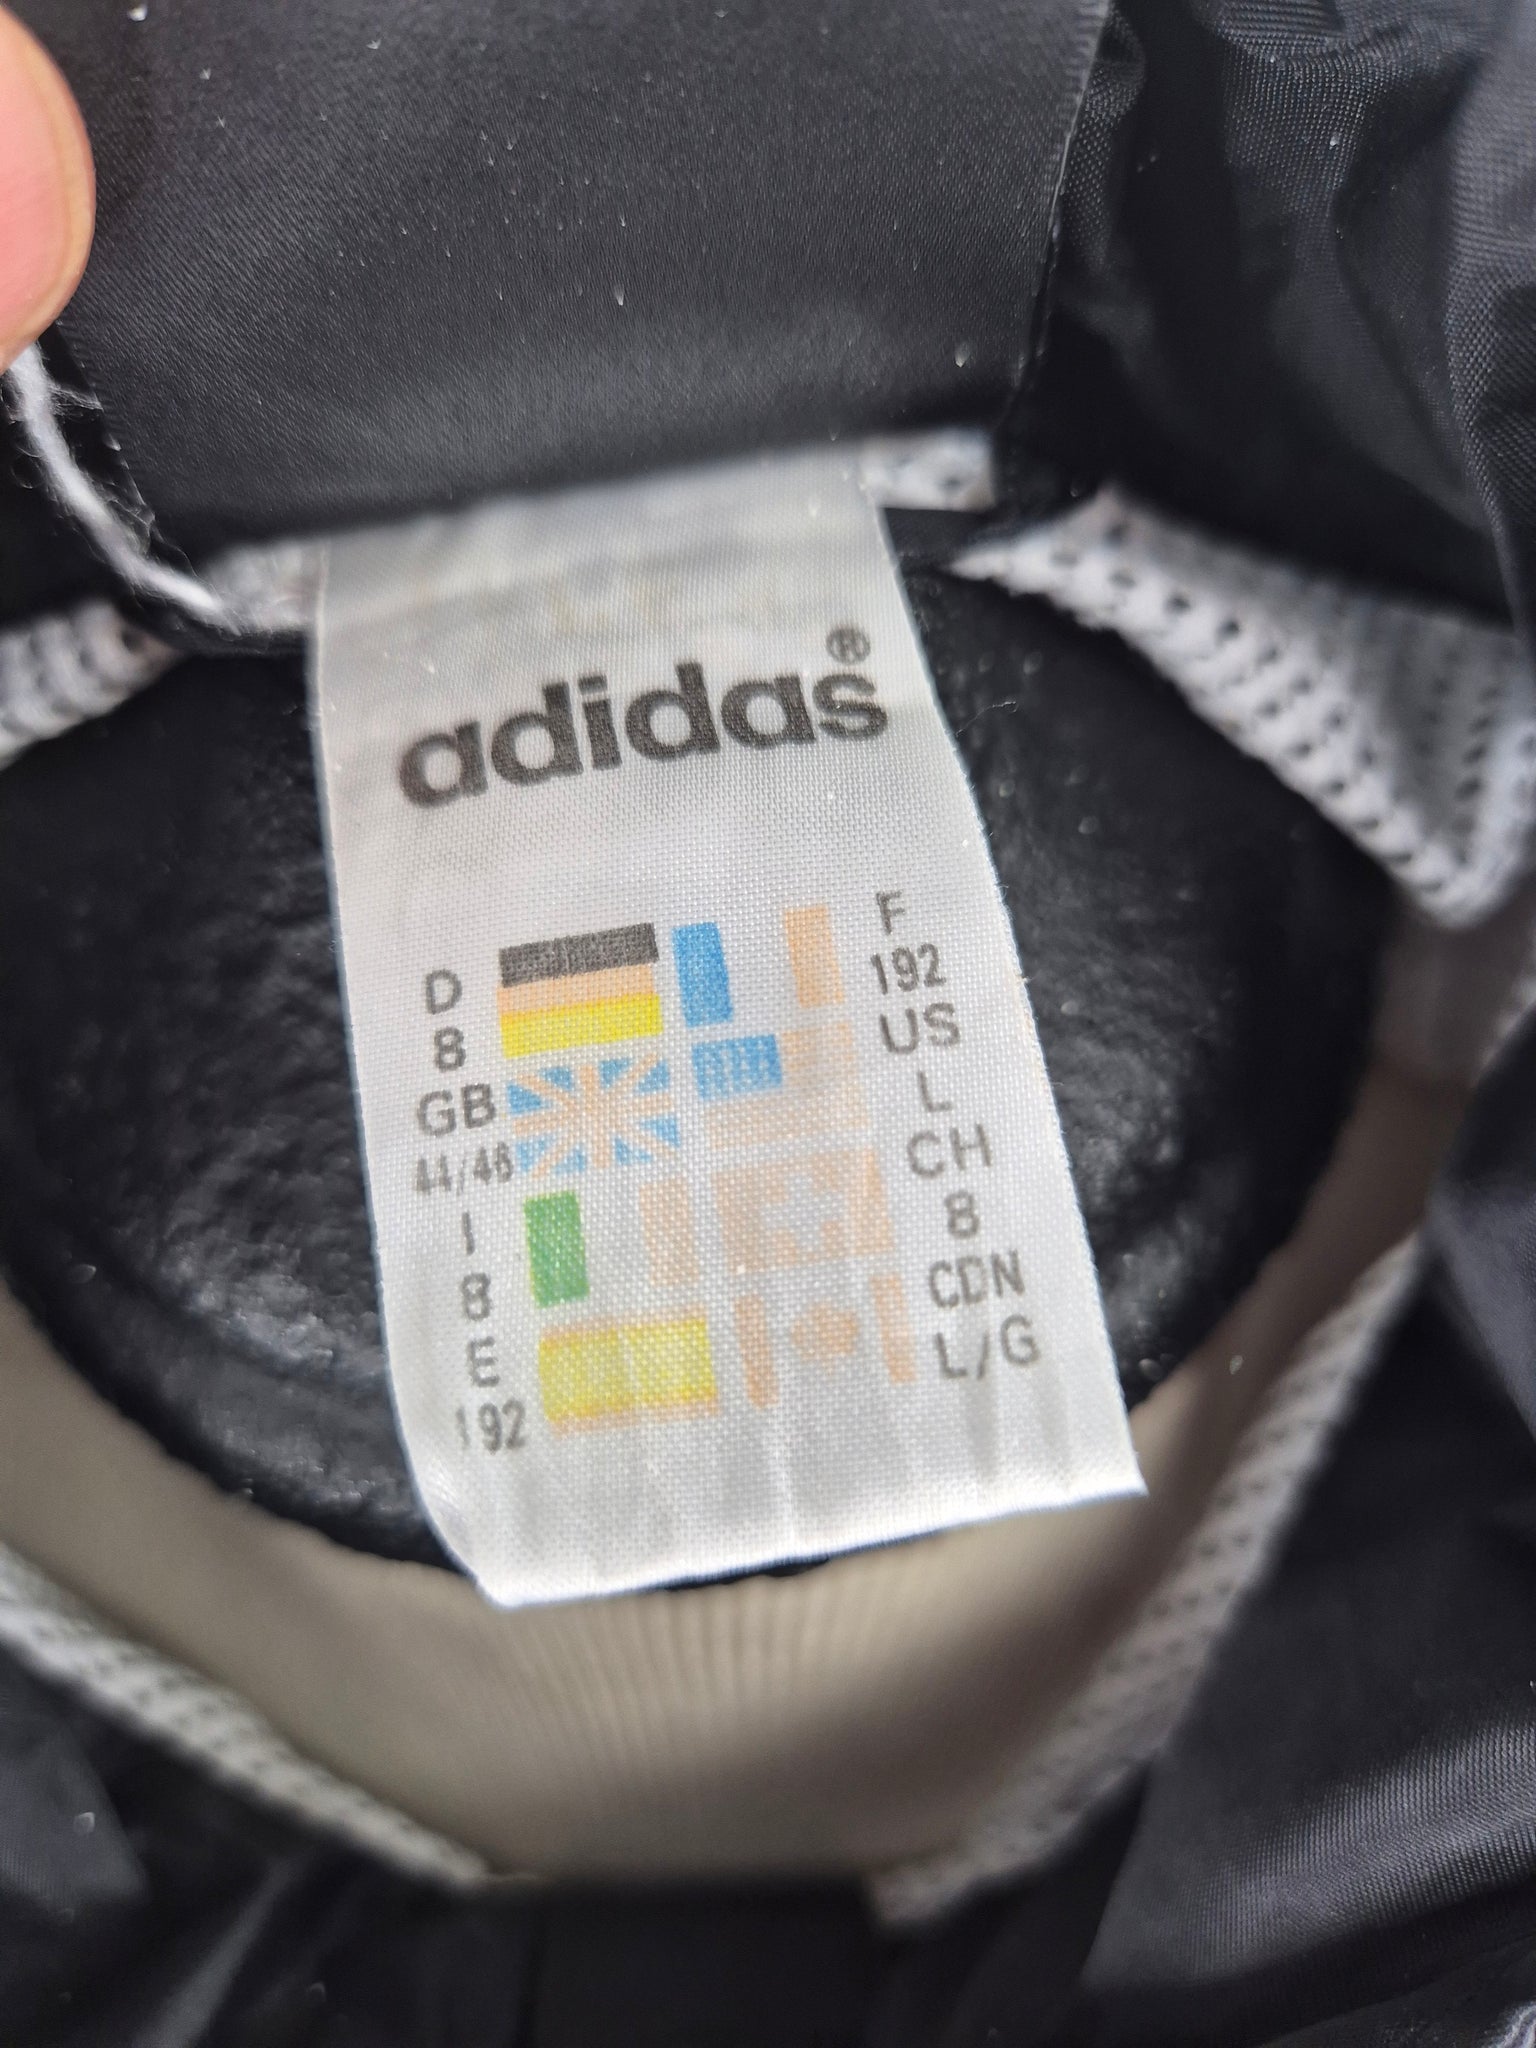 adidas®
D
8
GB
44/46
I
8
E
192
F
192
US
L
CH
8
CDN
L/G